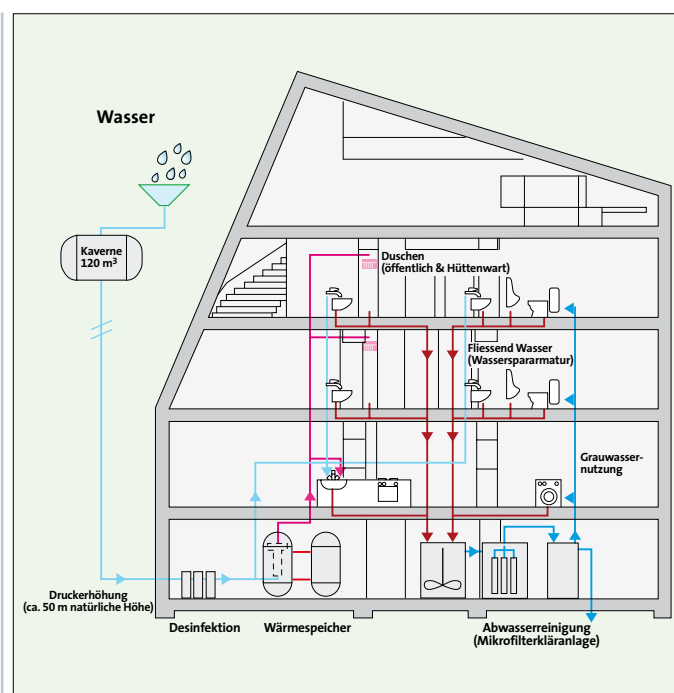 Wasser
Kaverne
120 m³
Duschen
(öffentlich & Hüttenwart)
Fliessend Wasser
(Wasserspararmatur)
Grauwasser-
nutzung
Druckerhöhung
(ca. 50 m natürliche Höhe)
Desinfektion
Wärmespeicher
Abwasserreinigung
(Mikrofilterkläranlage)